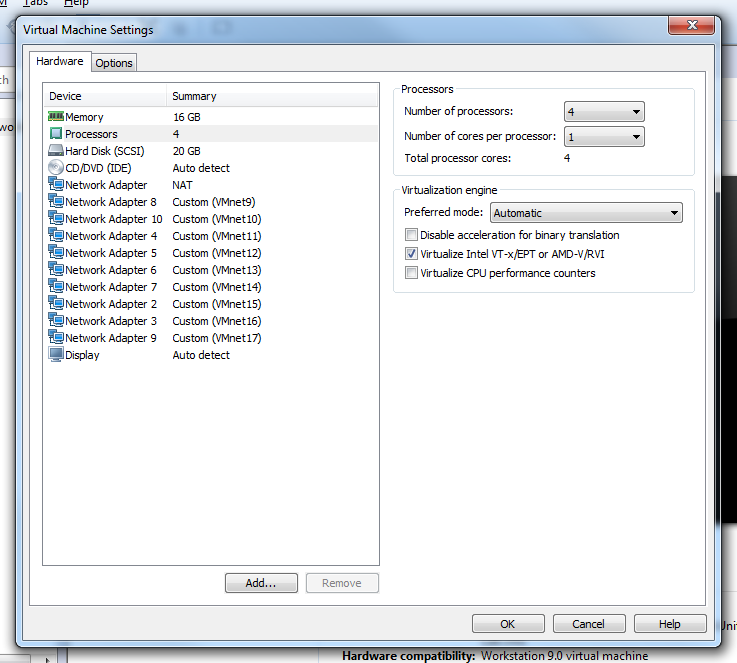 Tabs Help
Virtual Machine Settings
Hardware Options
Device Summary
Memory 16 GB
Processors 4
Hard Disk (SCSI) 20 GB
CD/DVD (IDE) Auto detect
Network Adapter NAT
Network Adapter 8 Custom (VMnet9)
Network Adapter 10 Custom (VMnet10)
Network Adapter 4 Custom (VMnet11)
Network Adapter 5 Custom (VMnet12)
Network Adapter 6 Custom (VMnet13)
Network Adapter 7 Custom (VMnet14)
Network Adapter 2 Custom (VMnet15)
Network Adapter 3 Custom (VMnet16)
Network Adapter 9 Custom (VMnet17)
Display Auto detect
Add... Remove
Processors
Number of processors: 4
Number of cores per processor: 1
Total processor cores: 4
Virtualization engine
Preferred mode: Automatic
Disable acceleration for binary translation
Virtualize Intel VT-x/EPT or AMD-V/RVI
Virtualize CPU performance counters
OK Cancel Help
Hardware compatibility: Workstation 9.0 virtual machine